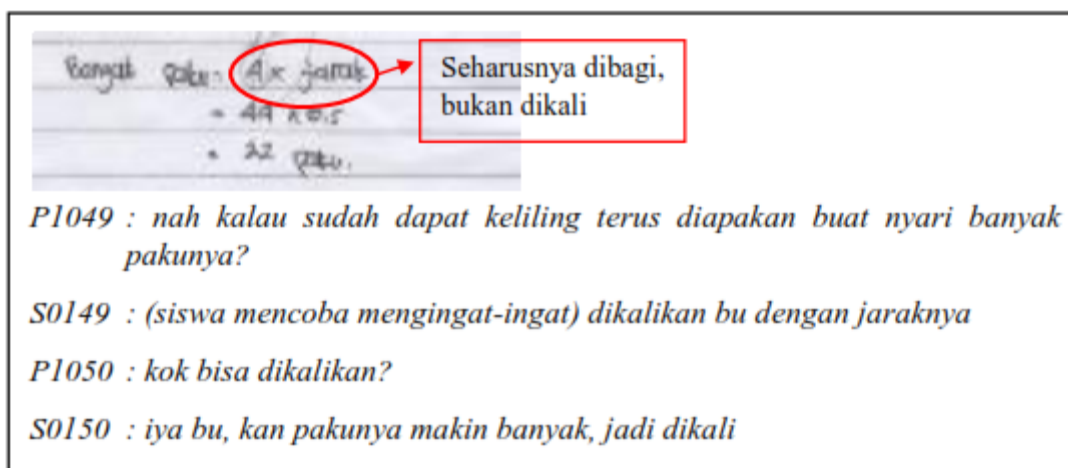 Banyak paku = A x jarak
Seharusnya dibagi,
bukan dikali
= 44 x 0.5
= 22 paku.
P1049 : nah kalau sudah dapat keliling terus diapakan buat nyari banyak
pakunya?
S0149 : (siswa mencoba mengingat-ingat) dikalikan bu dengan jaraknya
P1050 : kok bisa dikalikan?
S0150 : iya bu, kan pakunya makin banyak, jadi dikali